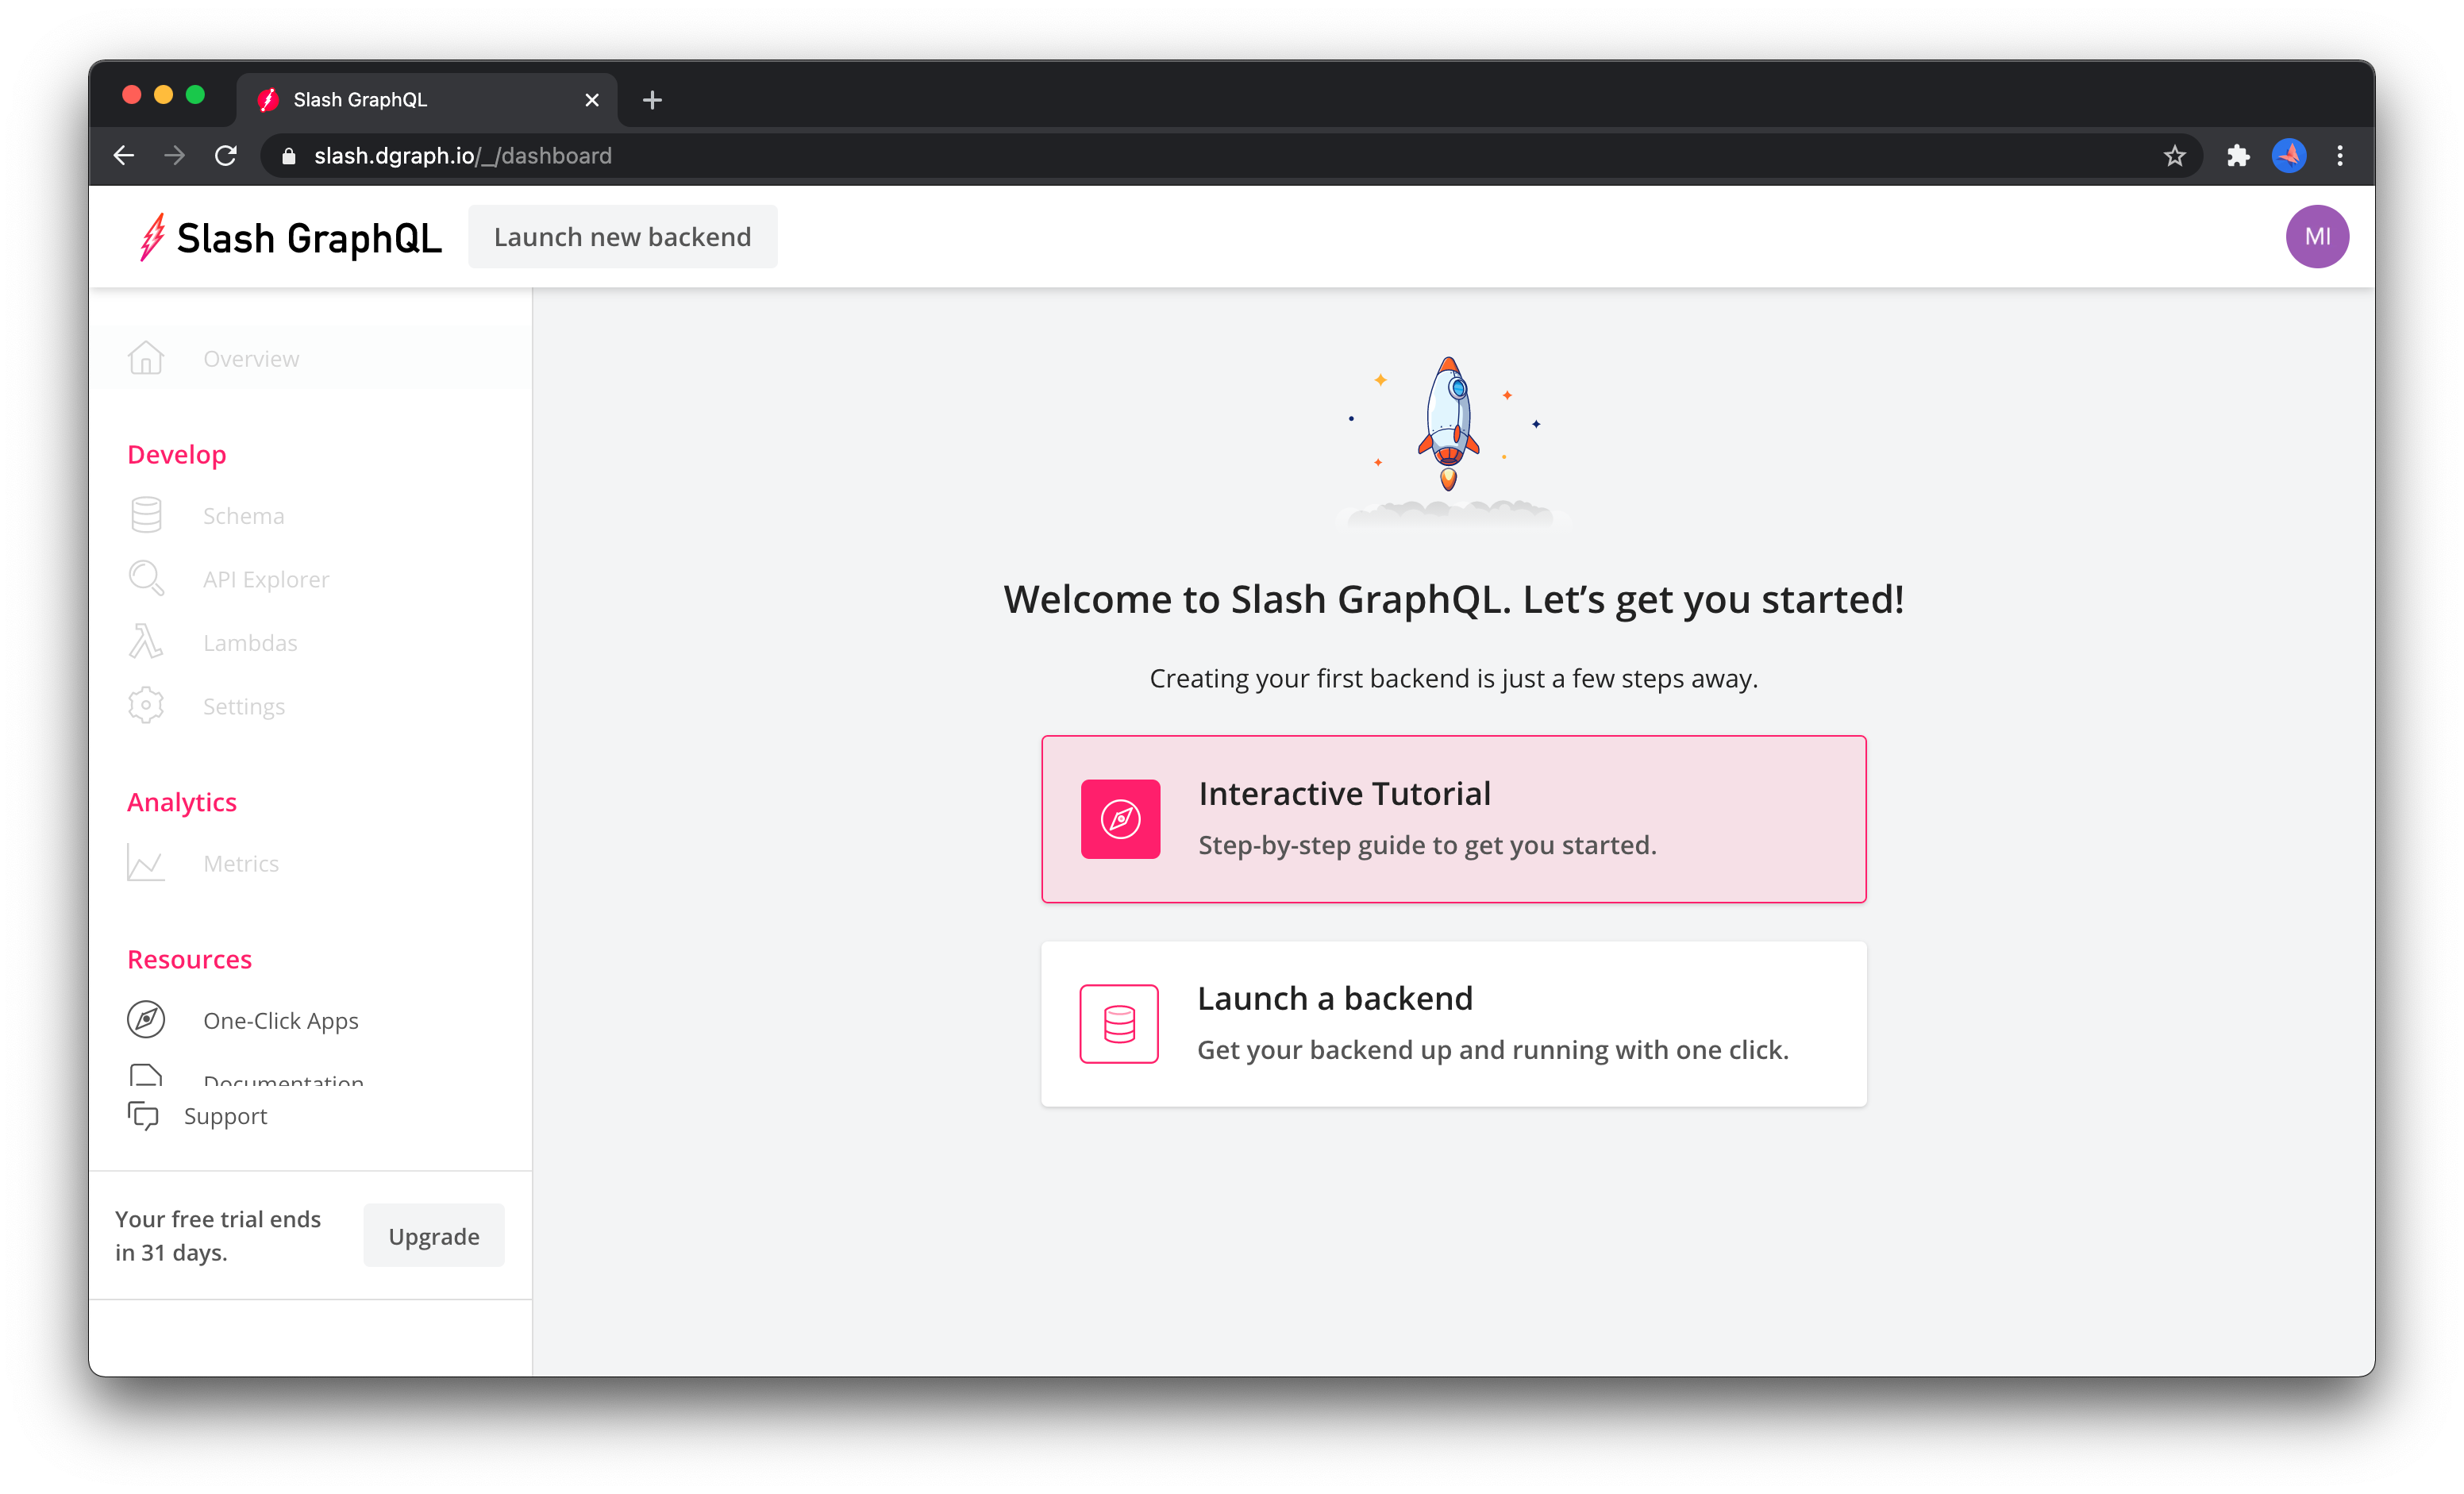 Slash GraphQL
slash.dgraph.io/_/dashboard
Slash GraphQL
Launch new backend
MI
Overview
Develop
Schema
API Explorer
Lambdas
Settings
Analytics
Metrics
Resources
One-Click Apps
Documentation
Support
Your free trial ends
in 31 days.
Upgrade
Welcome to Slash GraphQL. Let’s get you started!
Creating your first backend is just a few steps away.
Interactive Tutorial
Step-by-step guide to get you started.
Launch a backend
Get your backend up and running with one click.